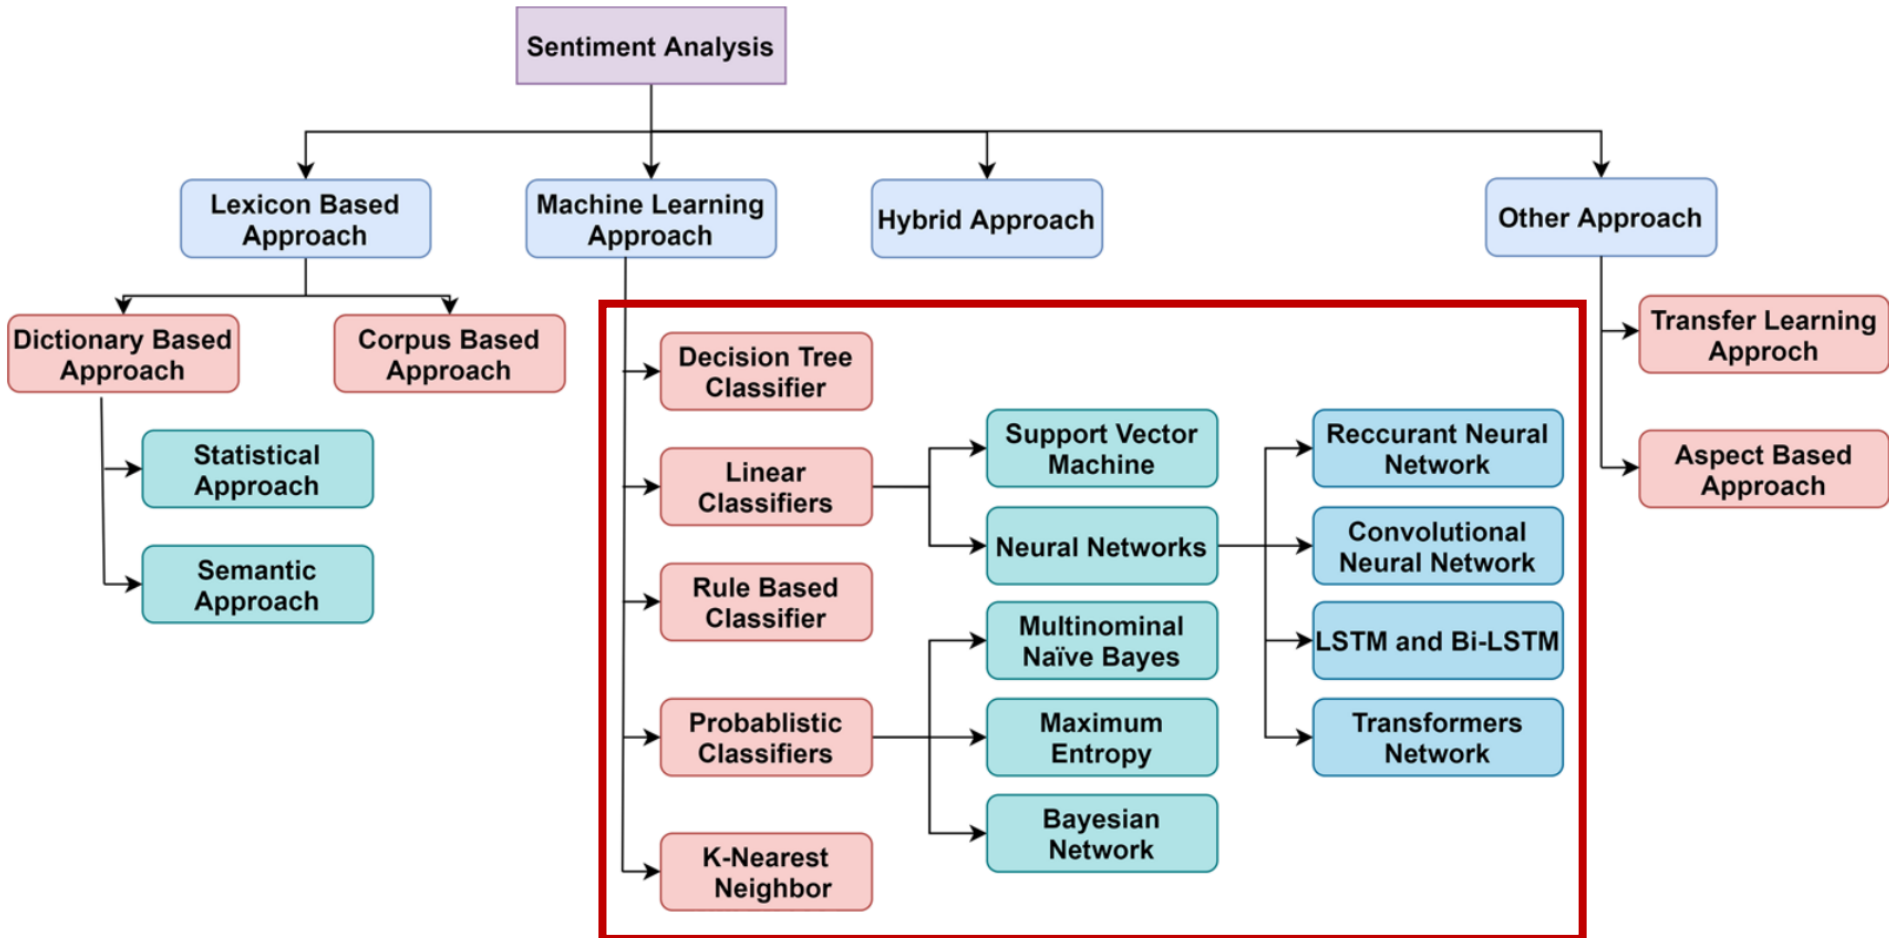 Sentiment Analysis
Lexicon Based
Approach
Machine Learning
Approach
Hybrid Approach
Other Approach
Dictionary Based
Approach
Corpus Based
Approach
Statistical
Approach
Semantic
Approach
Decision Tree
Classifier
Linear
Classifiers
Rule Based
Classifier
Probablistic
Classifiers
K-Nearest
Neighbor
Support Vector
Machine
Neural Networks
Multinominal
Naïve Bayes
Maximum
Entropy
Bayesian
Network
Reccurant Neural
Network
Convolutional
Neural Network
LSTM and Bi-LSTM
Transformers
Network
Transfer Learning
Approch
Aspect Based
Approach